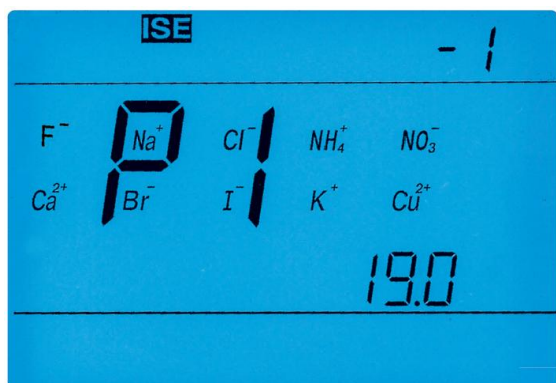 ISE
- 1
P1
F⁻ Na⁺ Cl⁻ NH₄⁺ NO₃⁻
Ca²⁺ Br⁻ I⁻ K⁺ Cu²⁺
19.0